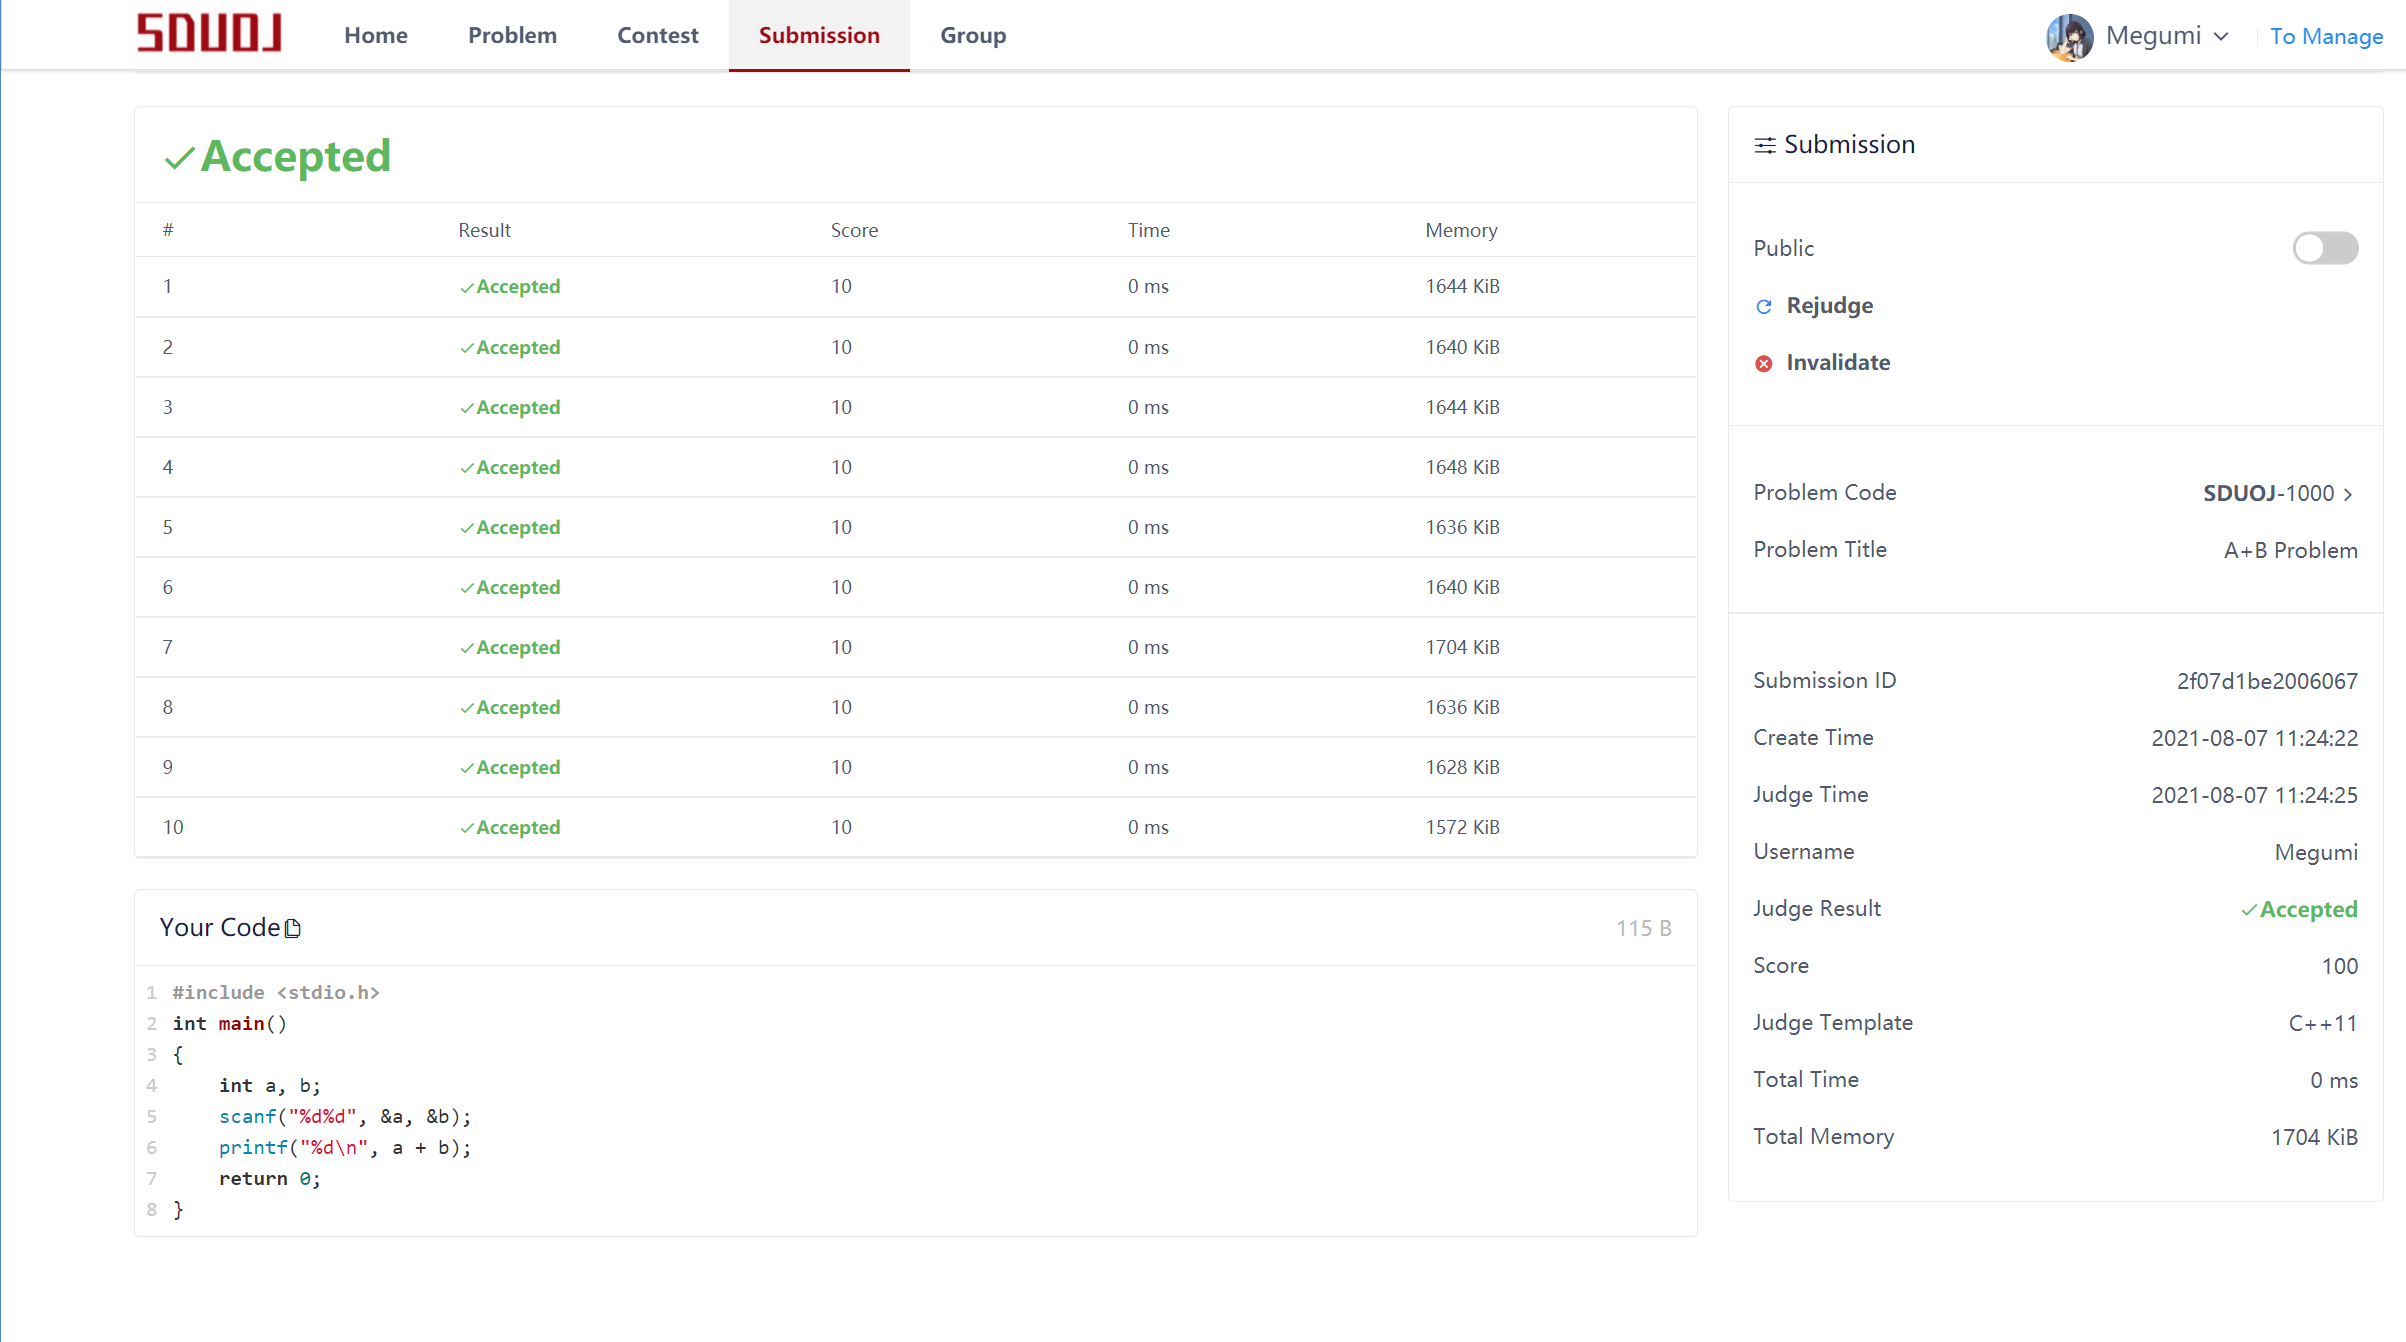 SDUOJ Home Problem Contest Submission Group Megumi To Manage
Accepted
# Result Score Time Memory
1 Accepted 10 0 ms 1644 KiB
2 Accepted 10 0 ms 1640 KiB
3 Accepted 10 0 ms 1644 KiB
4 Accepted 10 0 ms 1648 KiB
5 Accepted 10 0 ms 1636 KiB
6 Accepted 10 0 ms 1640 KiB
7 Accepted 10 0 ms 1704 KiB
8 Accepted 10 0 ms 1636 KiB
9 Accepted 10 0 ms 1628 KiB
10 Accepted 10 0 ms 1572 KiB
Your Code 115 B
1 #include <stdio.h>
2 int main()
3 {
4     int a, b;
5     scanf("%d%d", &a, &b);
6     printf("%d\n", a + b);
7     return 0;
8 }
Submission
Public
Rejudge
Invalidate
Problem Code SDUOJ-1000 >
Problem Title A+B Problem
Submission ID 2f07d1be2006067
Create Time 2021-08-07 11:24:22
Judge Time 2021-08-07 11:24:25
Username Megumi
Judge Result Accepted
Score 100
Judge Template C++11
Total Time 0 ms
Total Memory 1704 KiB